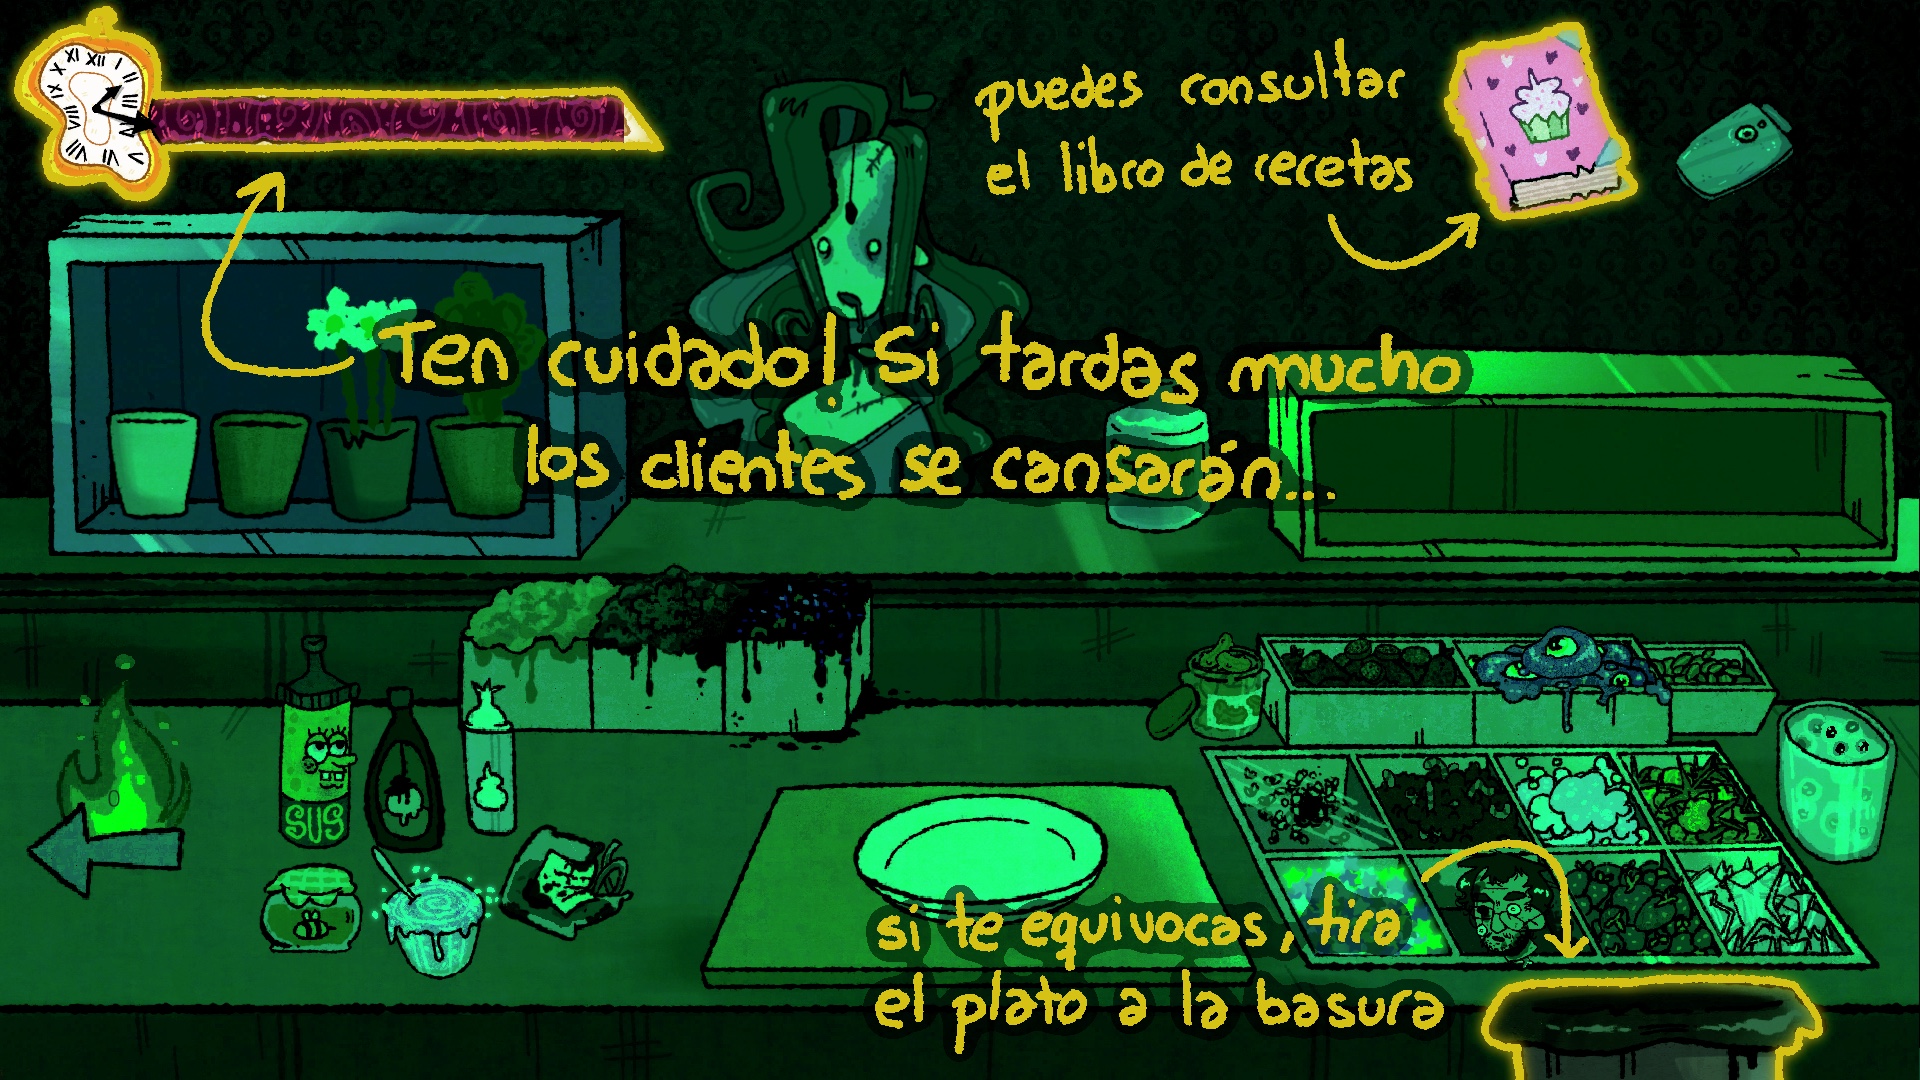 puedes consultar
el libro de recetas
Ten cuidado! Si tardas mucho
los clientes se cansarán...
SUS
si te equivocas, tira
el plato a la basura